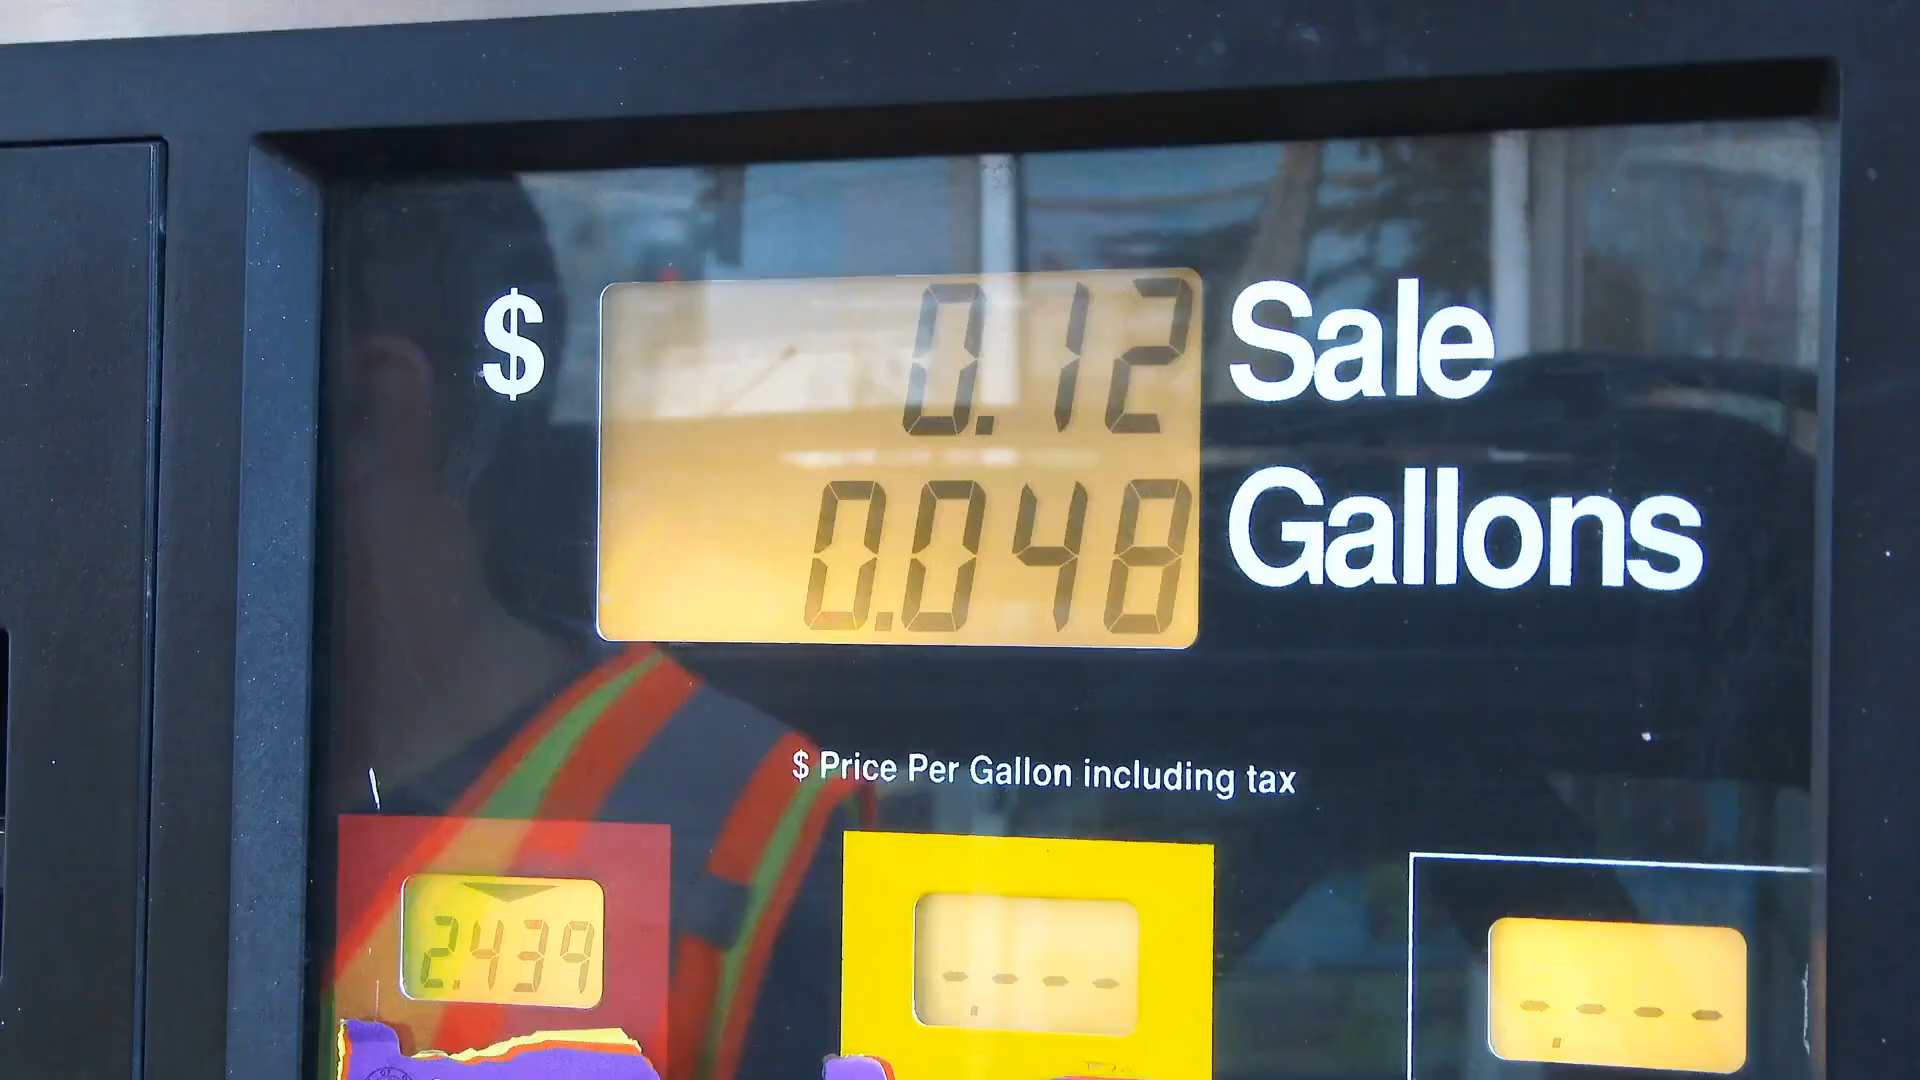 $ 0.12 Sale
0.048 Gallons
$ Price Per Gallon including tax
2.439
----
----